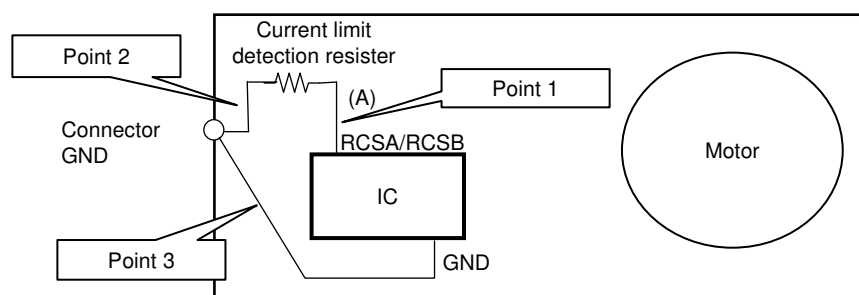 Current limit
detection resister
Point 2
(A)
Point 1
Connector
GND
RCSA/RCSB
Motor
IC
Point 3
GND